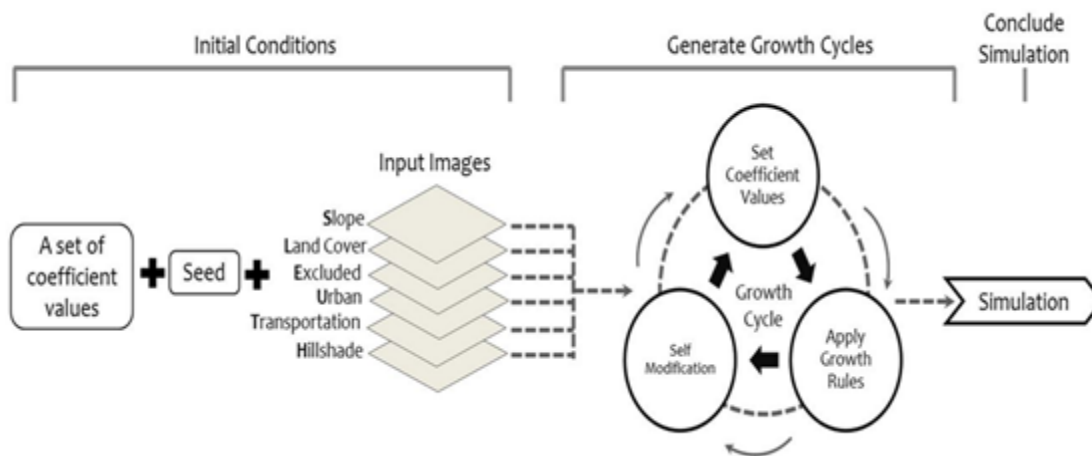 Initial Conditions
Generate Growth Cycles
Conclude
Simulation
A set of
coefficient
values
Seed
Input Images
Slope
Land Cover
Excluded
Urban
Transportation
Hillshade
Set
Coefficient
Values
Growth
Cycle
Self
Modification
Apply
Growth
Rules
Simulation